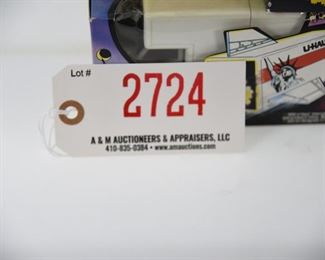 U-HAUL
Lot #
2724
A & M AUCTIONEERS & APPRAISERS, LLC
410-835-0384 • www.amauctions.com